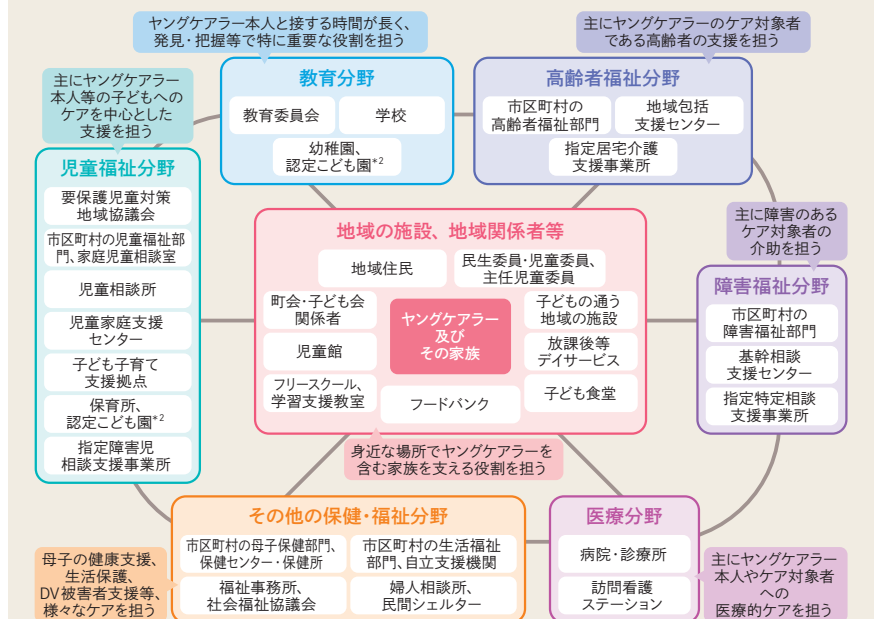 ヤングケアラー本人と接する時間が長く、
発見・把握等で特に重要な役割を担う
主にヤングケアラーのケア対象者
である高齢者の支援を担う
主にヤングケアラー
本人等の子どもへの
ケアを中心とした
支援を担う
教育分野
教育委員会
学校
幼稚園、
認定こども園*2
高齢者福祉分野
市区町村の
高齢者福祉部門
地域包括
支援センター
指定居宅介護
支援事業所
児童福祉分野
要保護児童対策
地域協議会
市区町村の児童福祉部
門、家庭児童相談室
児童相談所
児童家庭支援
センター
子ども子育て
支援拠点
保育所、
認定こども園*2
指定障害児
相談支援事業所
地域の施設、地域関係者等
地域住民
民生委員・児童委員、
主任児童委員
町会・子ども会
関係者
児童館
フリースクール、
学習支援教室
ヤングケアラー
及び
その家族
子どもの通う
地域の施設
放課後等
デイサービス
子ども食堂
フードバンク
身近な場所でヤングケアラーを
含む家族を支える役割を担う
主に障害のある
ケア対象者の
介助を担う
障害福祉分野
市区町村の
障害福祉部門
基幹相談
支援センター
指定特定相談
支援事業所
その他の保健・福祉分野
市区町村の母子保健部門、
保健センター・保健所
市区町村の生活福祉
部門、自立支援機関
福祉事務所、
社会福祉協議会
婦人相談所、
民間シェルター
母子の健康支援、
生活保護、
DV被害者支援等、
様々なケアを担う
医療分野
病院・診療所
訪問看護
ステーション
主にヤングケアラー
本人やケア対象者
への
医療的ケアを担う